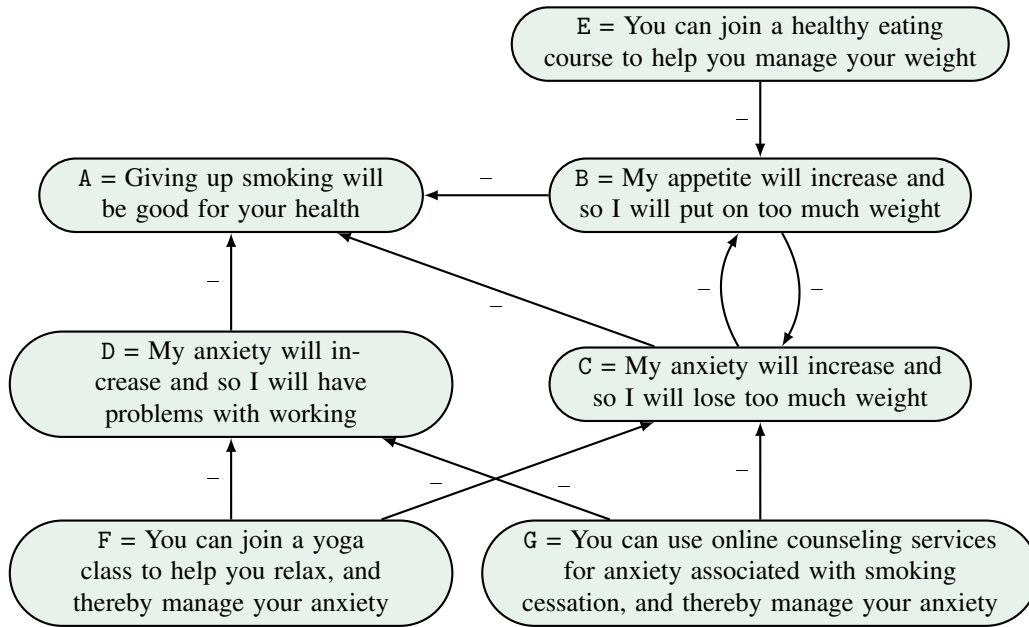 E = You can join a healthy eating
course to help you manage your weight
–
A = Giving up smoking will
be good for your health
–
B = My appetite will increase and
so I will put on too much weight
–
–
–
–
D = My anxiety will in-
crease and so I will have
problems with working
C = My anxiety will increase and
so I will lose too much weight
–
–
–
–
F = You can join a yoga
class to help you relax, and
thereby manage your anxiety
G = You can use online counseling services
for anxiety associated with smoking
cessation, and thereby manage your anxiety